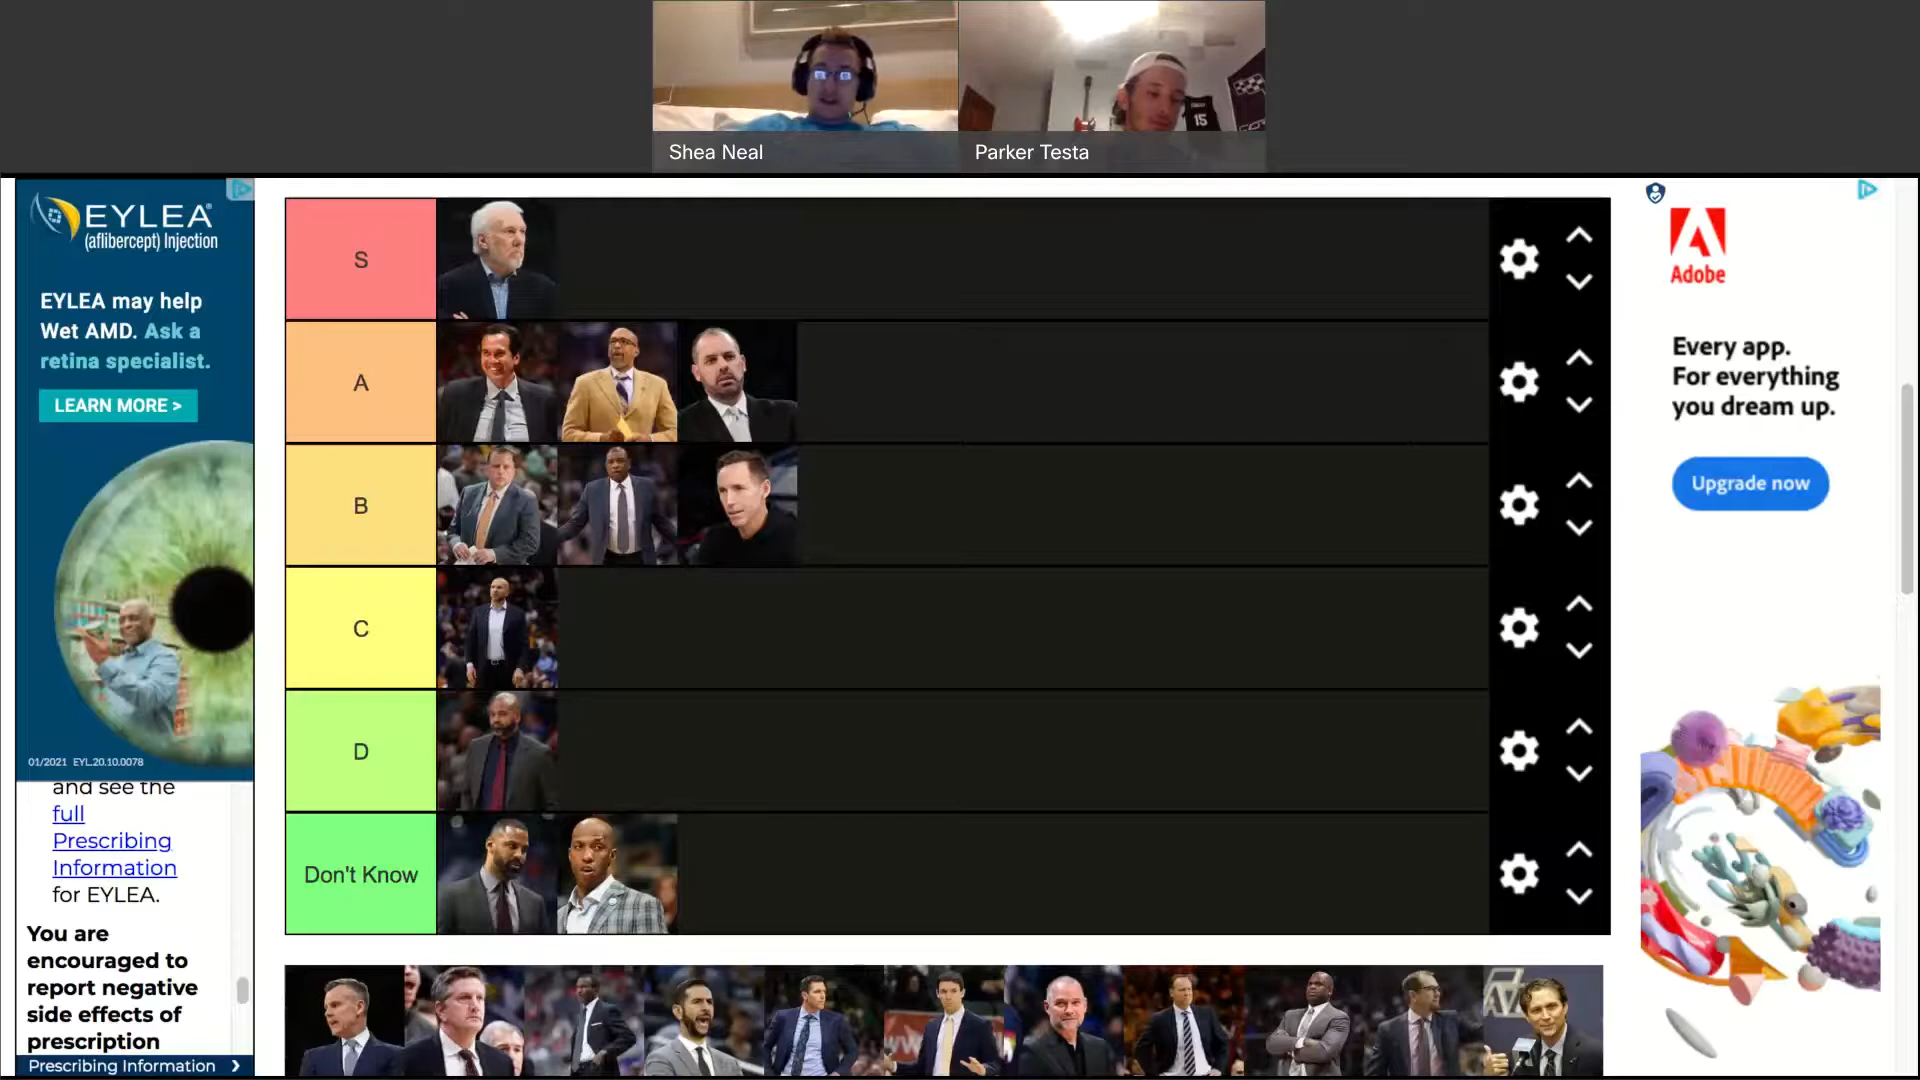 Shea Neal
Parker Testa
15
EYLEA®
(aflibercept) Injection
EYLEA may help
Wet AMD. Ask a
retina specialist.
LEARN MORE >
01/2021 EYL.20.10.0078
and see the
full
Prescribing
Information
for EYLEA.
You are
encouraged to
report negative
side effects of
prescription
Prescribing Information
S
A
B
C
D
Don't Know
Adobe
Every app.
For everything
you dream up.
Upgrade now